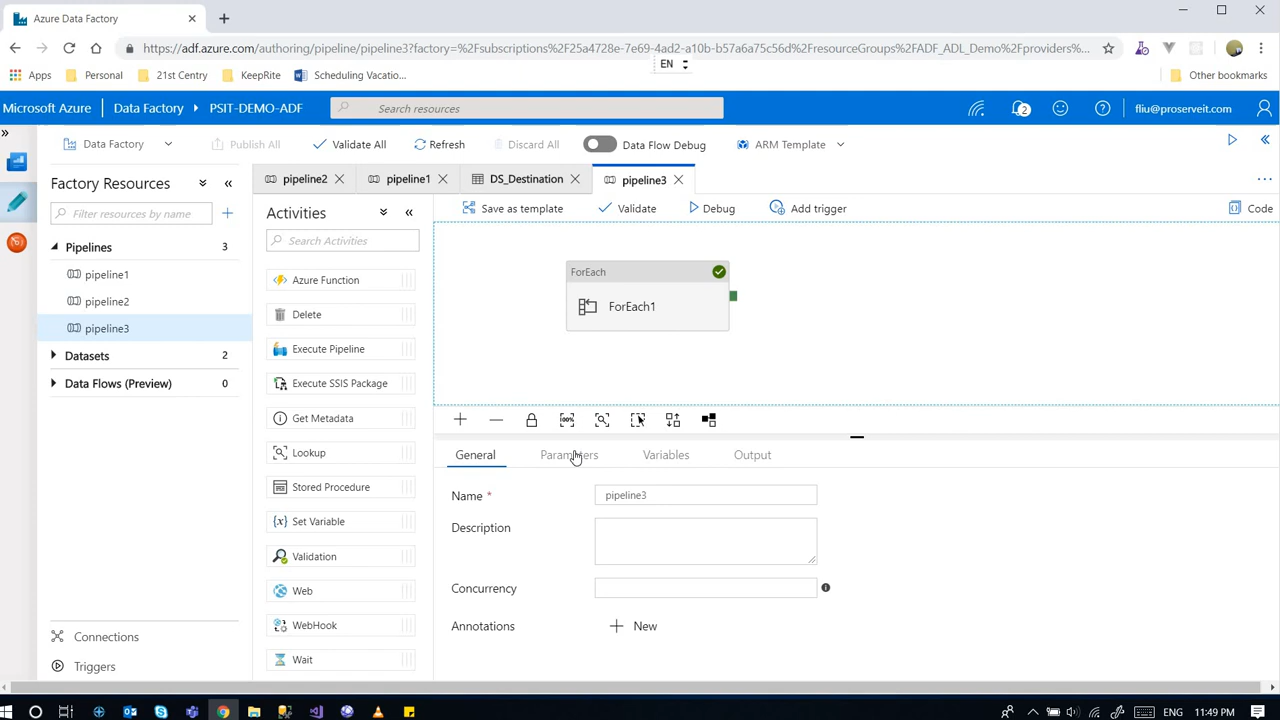 Azure Data Factory
https://adf.azure.com/authoring/pipeline/pipeline3?factory=%2Fsubscriptions%2F25a4728e-7e69-4ad2-a10b-b57a6a75c56d%2FresourceGroups%2FADF_ADL_Demo%2Fproviders%...
EN
Apps Personal 21st Centry KeepRite Scheduling Vacatio... Other bookmarks
Microsoft Azure Data Factory PSIT-DEMO-ADF Search resources 2 fliu@proserveit.com
Data Factory Publish All Validate All Refresh Discard All Data Flow Debug ARM Template
Factory Resources
pipeline2 pipeline1 DS_Destination pipeline3
Filter resources by name
Activities
Save as template Validate Debug Add trigger Code
Search Activities
Pipelines 3
pipeline1
pipeline2
pipeline3
Datasets 2
Data Flows (Preview) 0
Connections
Triggers
Azure Function
Delete
Execute Pipeline
Execute SSIS Package
Get Metadata
Lookup
Stored Procedure
Set Variable
Validation
Web
WebHook
Wait
ForEach
ForEach1
100%
General Parameters Variables Output
Name * pipeline3
Description
Concurrency
Annotations New
ENG 11:49 PM